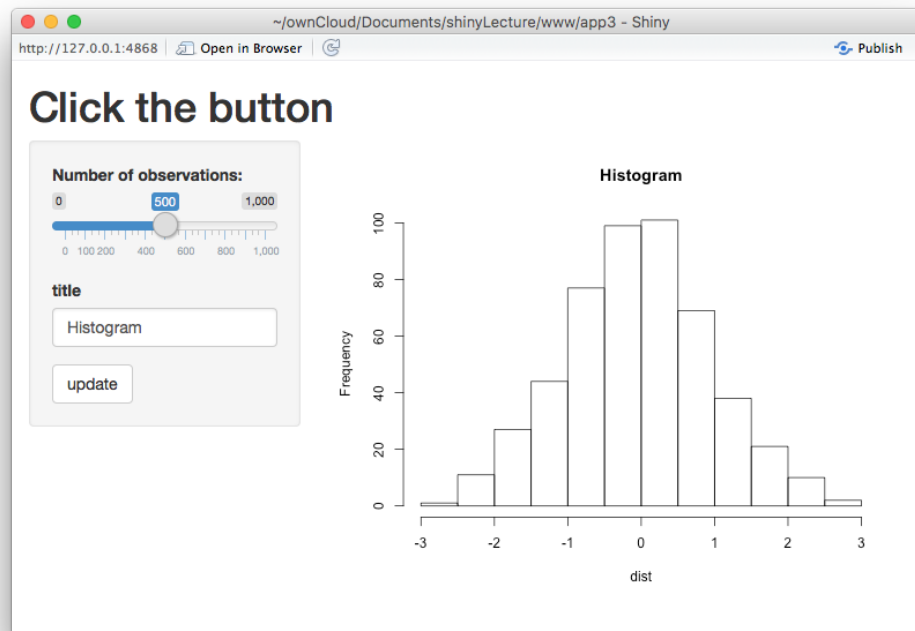 ~/ownCloud/Documents/shinyLecture/www/app3 - Shiny
http://127.0.0.1:4868 Open in Browser Publish
Click the button
Number of observations:
0 500 1,000
0 100 200 400 600 800 1,000
title
Histogram
update
Histogram
Frequency
100
80
60
40
20
0
-3 -2 -1 0 1 2 3
dist